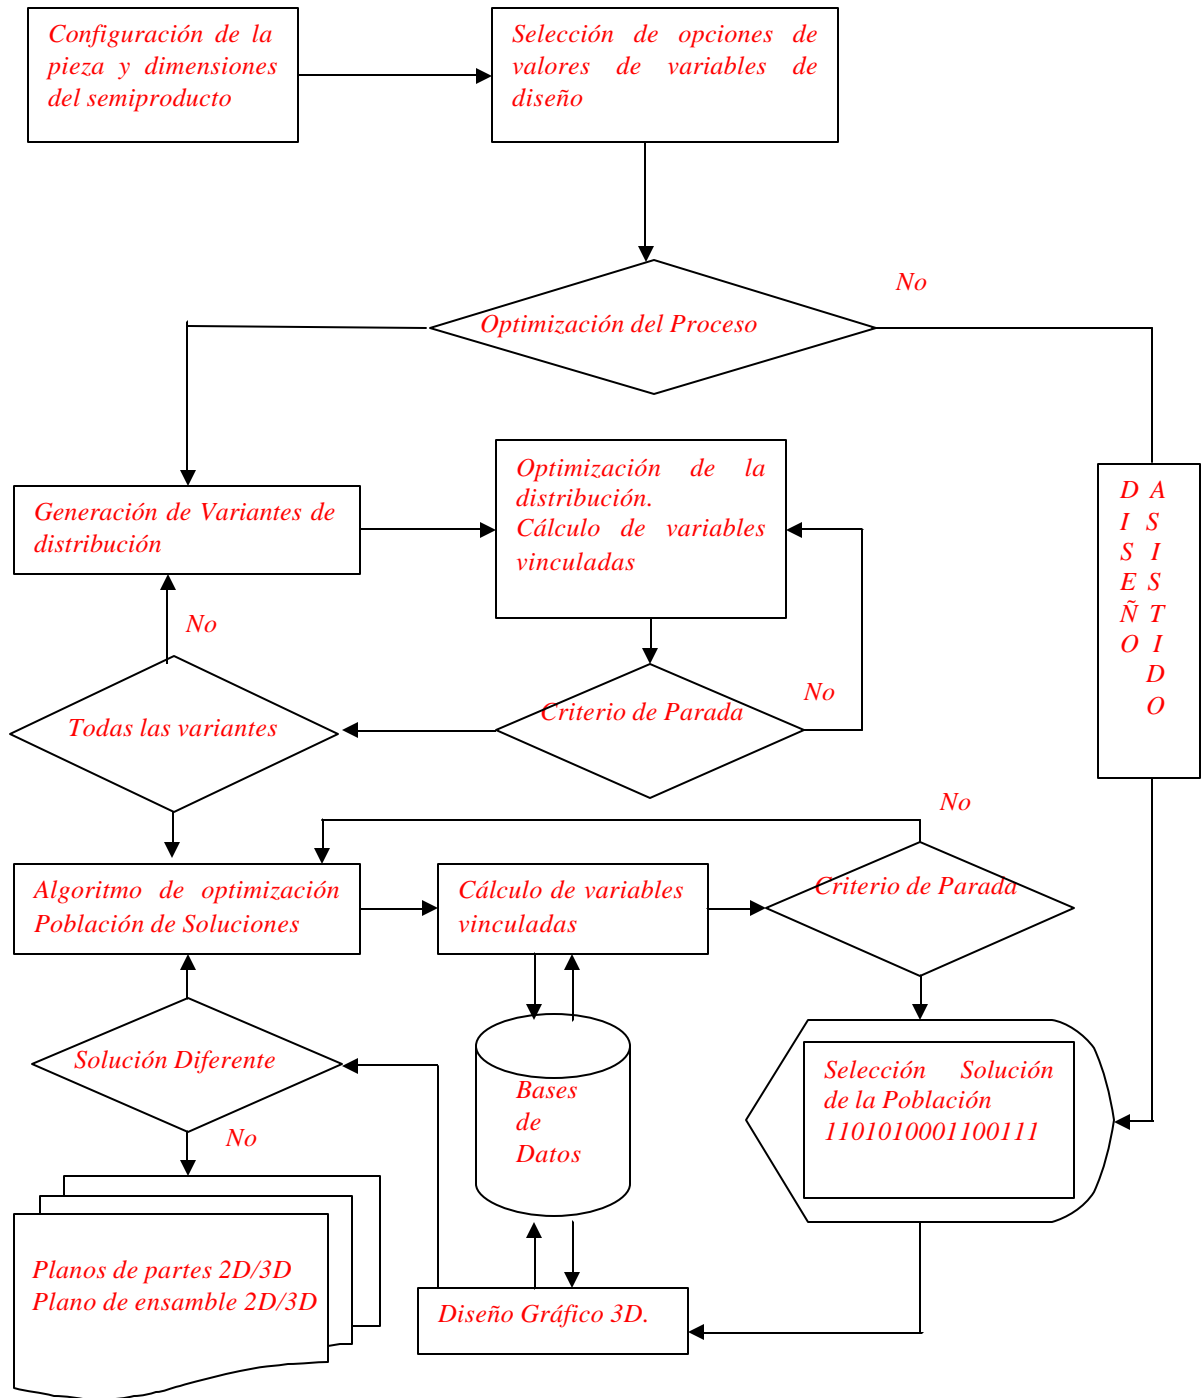 Configuración de la
pieza y dimensiones
del semiproducto
Selección de opciones de
valores de variables de
diseño
No
Optimización del Proceso
Generación de Variantes de
distribución
Optimización de la
distribución.
Cálculo de variables
vinculadas
D A
I S
S I
E S
Ñ T
O I
D
O
No
Todas las variantes
Criterio de Parada
No
No
Algoritmo de optimización
Población de Soluciones
Cálculo de variables
vinculadas
Criterio de Parada
Solución Diferente
No
Bases
de
Datos
Selección Solución
de la Población
1101010001100111
Planos de partes 2D/3D
Plano de ensamble 2D/3D
Diseño Gráfico 3D.